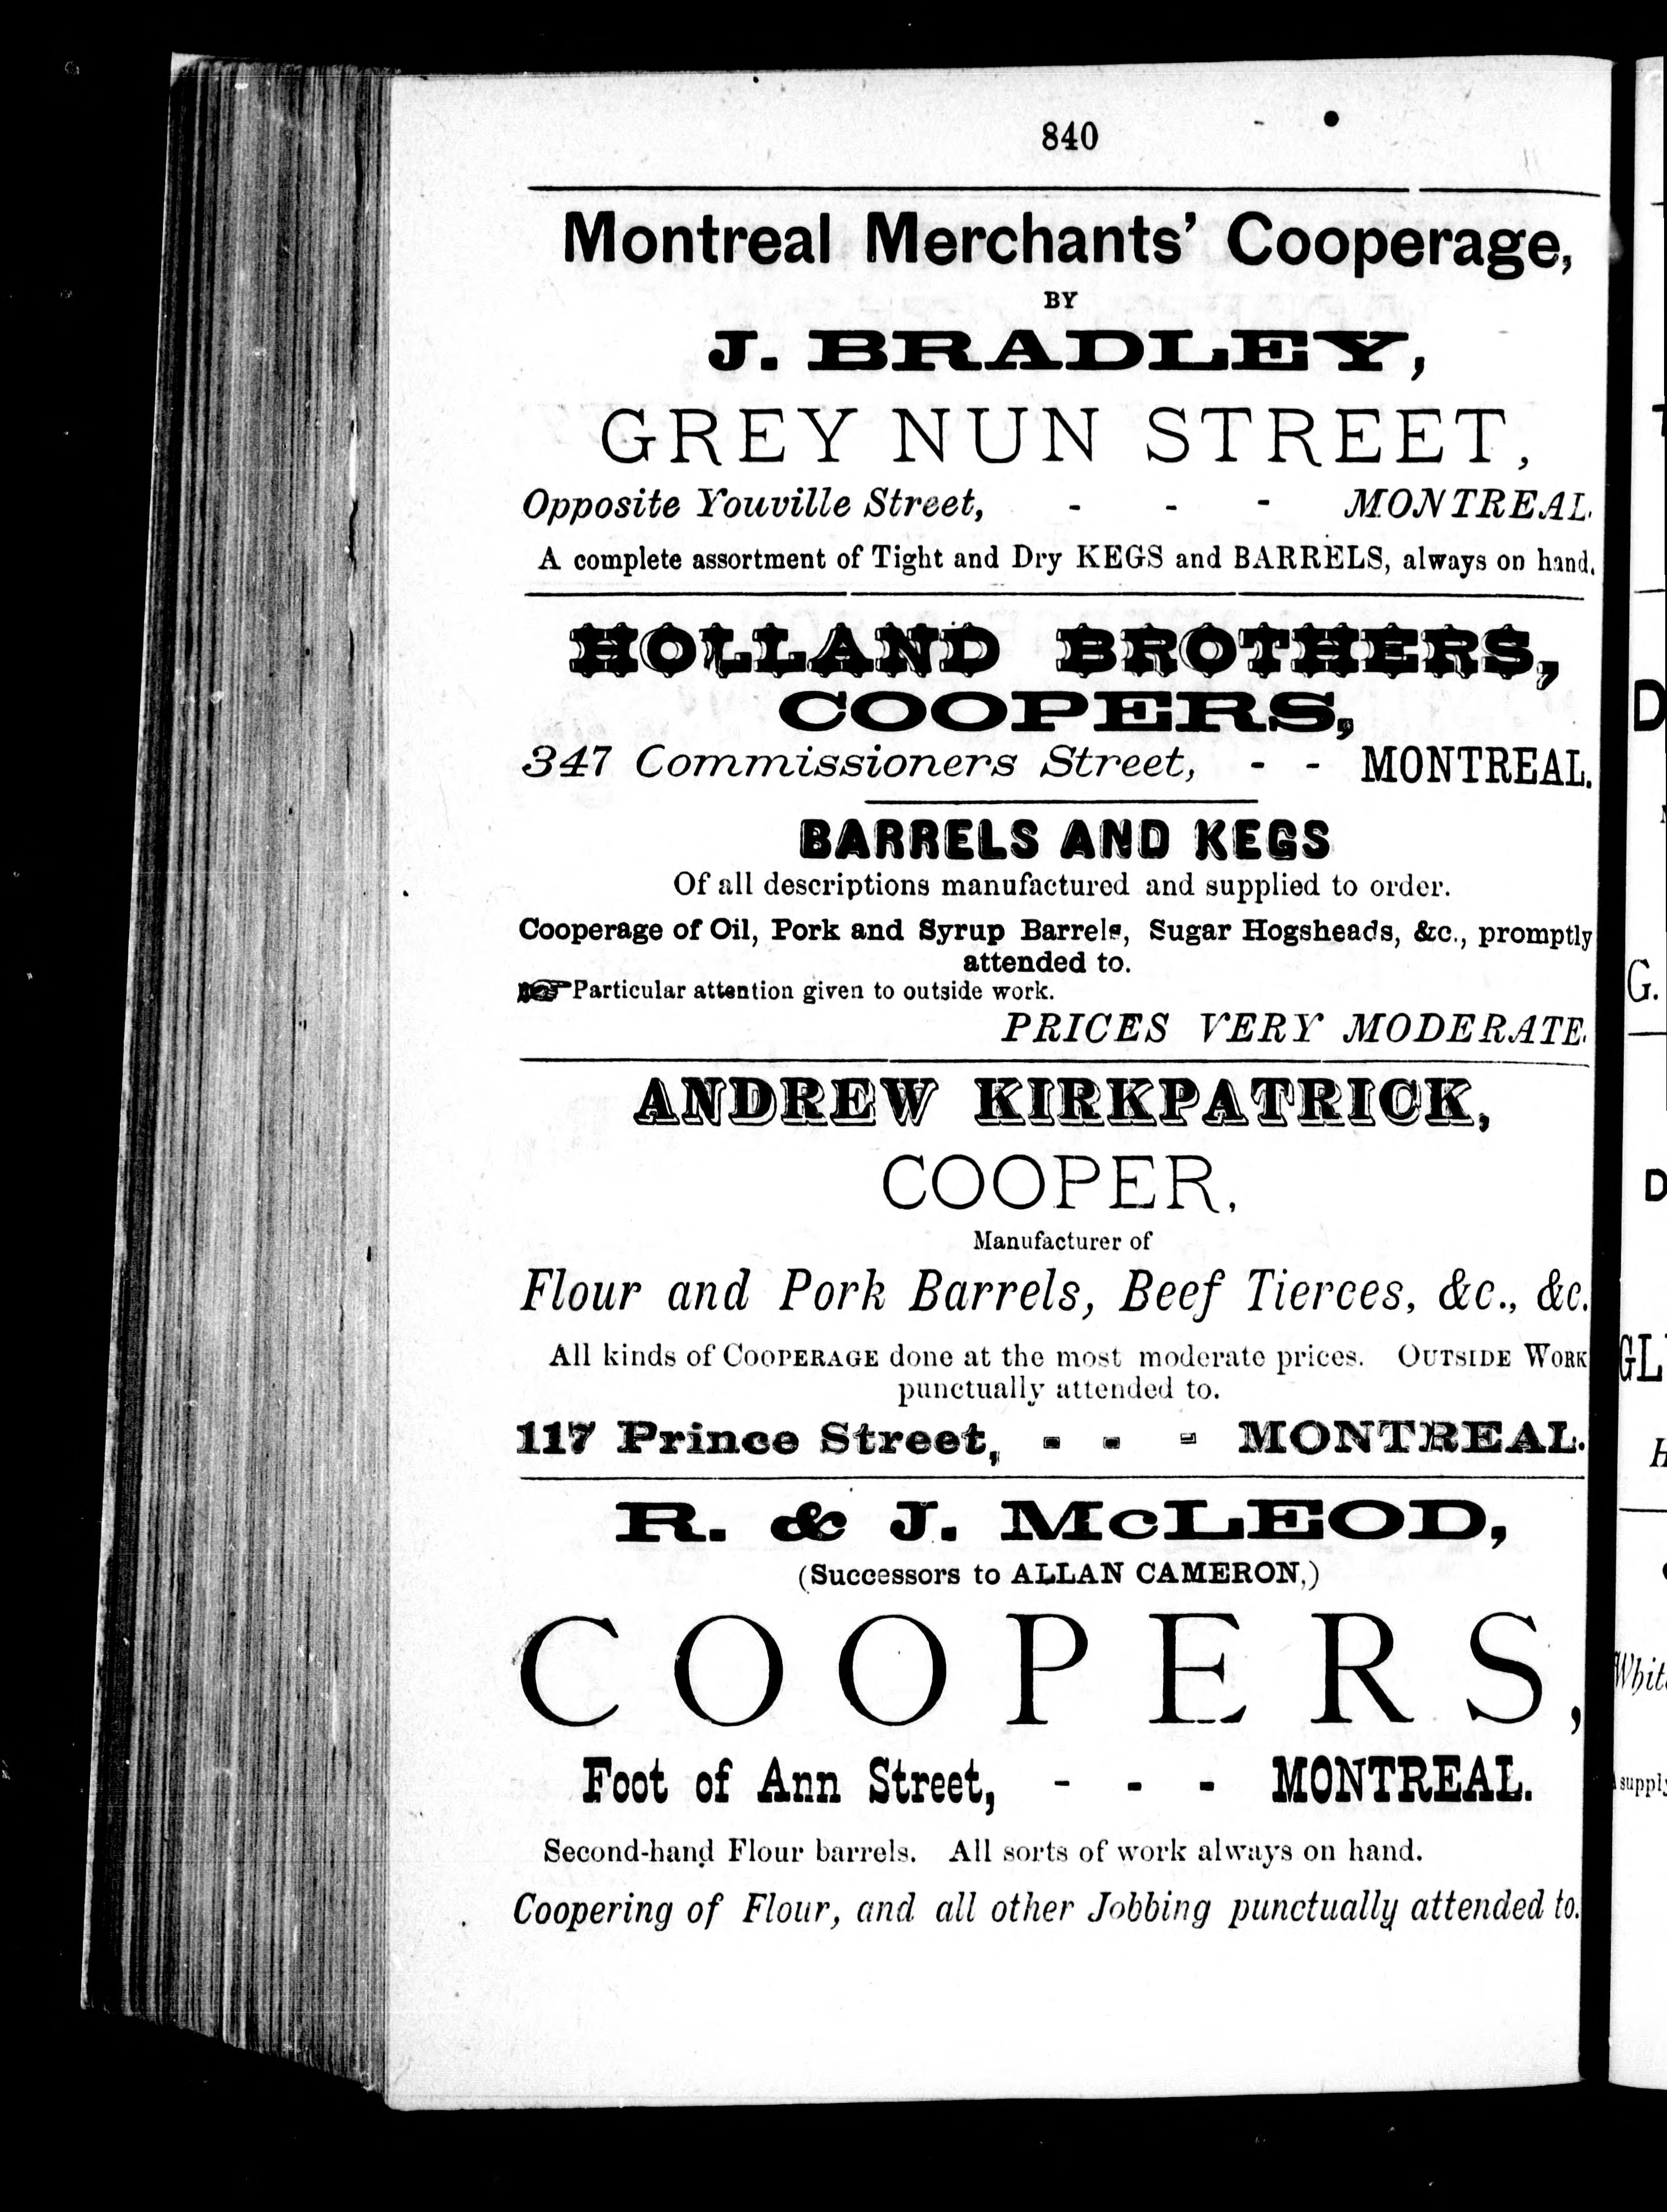 840
Montreal Merchants' Cooperage,
BY
J. BRADLEY,
GREY NUN STREET,
Opposite Youville Street, - - - MONTREAL.
A complete assortment of Tight and Dry KEGS and BARRELS, always on hand.
HOLLAND BROTHERS,
COOPERS,
347 Commissioners Street, - - MONTREAL.
BARRELS AND KEGS
Of all descriptions manufactured and supplied to order.
Cooperage of Oil, Pork and Syrup Barrels, Sugar Hogsheads, &c., promptly
attended to.
☞Particular attention given to outside work.
PRICES VERY MODERATE.
ANDREW KIRKPATRICK,
COOPER,
Manufacturer of
Flour and Pork Barrels, Beef Tierces, &c., &c.
All kinds of COOPERAGE done at the most moderate prices. OUTSIDE WORK
punctually attended to.
117 Prince Street, - - - MONTREAL.
R. & J. McLEOD,
(Successors to ALLAN CAMERON,)
COOPERS,
Foot of Ann Street, - - - MONTREAL.
Second-hand Flour barrels. All sorts of work always on hand.
Coopering of Flour, and all other Jobbing punctually attended to.